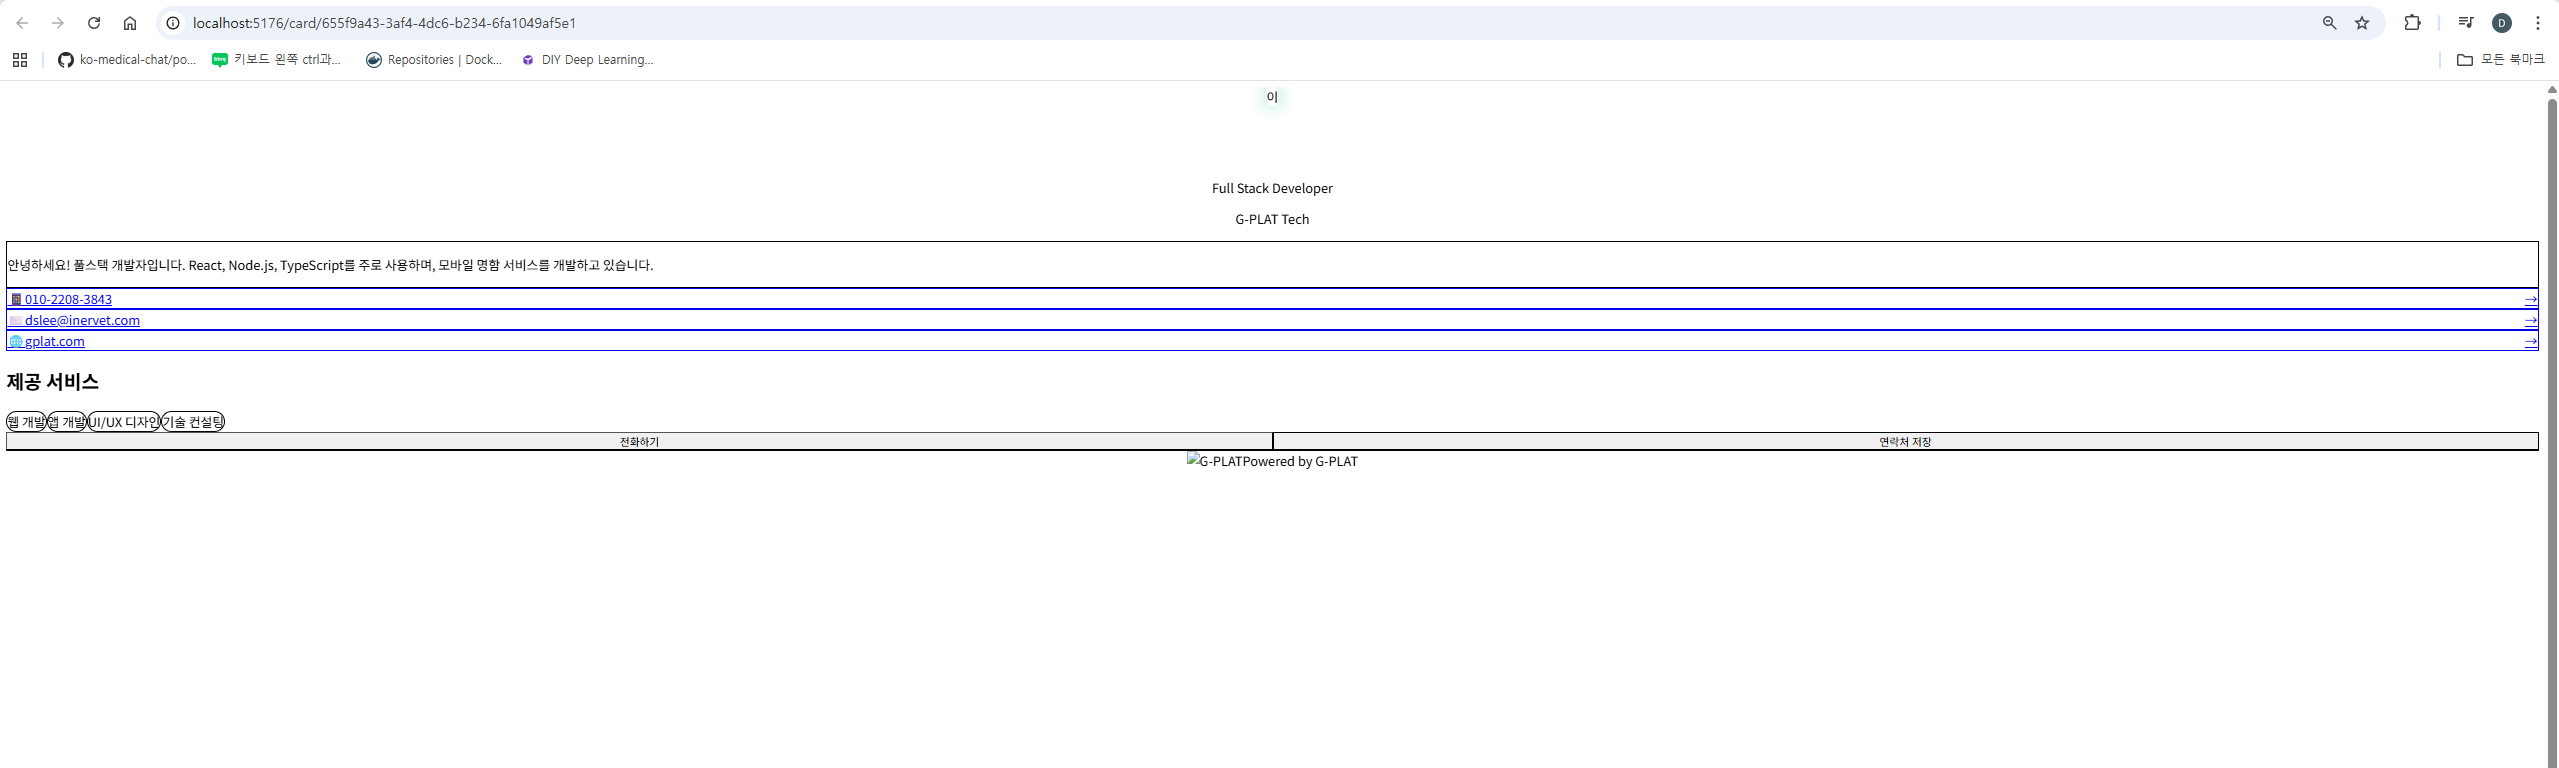 localhost:5176/card/655f9a43-3af4-4dc6-b234-6fa1049af5e1
D
ko-medical-chat/po...
blog 키보드 왼쪽 ctrl과...
Repositories | Dock...
DIY Deep Learning...
모든 북마크
이
Full Stack Developer
G-PLAT Tech
안녕하세요! 풀스택 개발자입니다. React, Node.js, TypeScript를 주로 사용하며, 모바일 명함 서비스를 개발하고 있습니다.
010-2208-3843 →
dslee@inervet.com →
gplat.com →
제공 서비스
웹 개발 앱 개발 UI/UX 디자인 기술 컨설팅
전화하기 연락처 저장
G-PLATPowered by G-PLAT